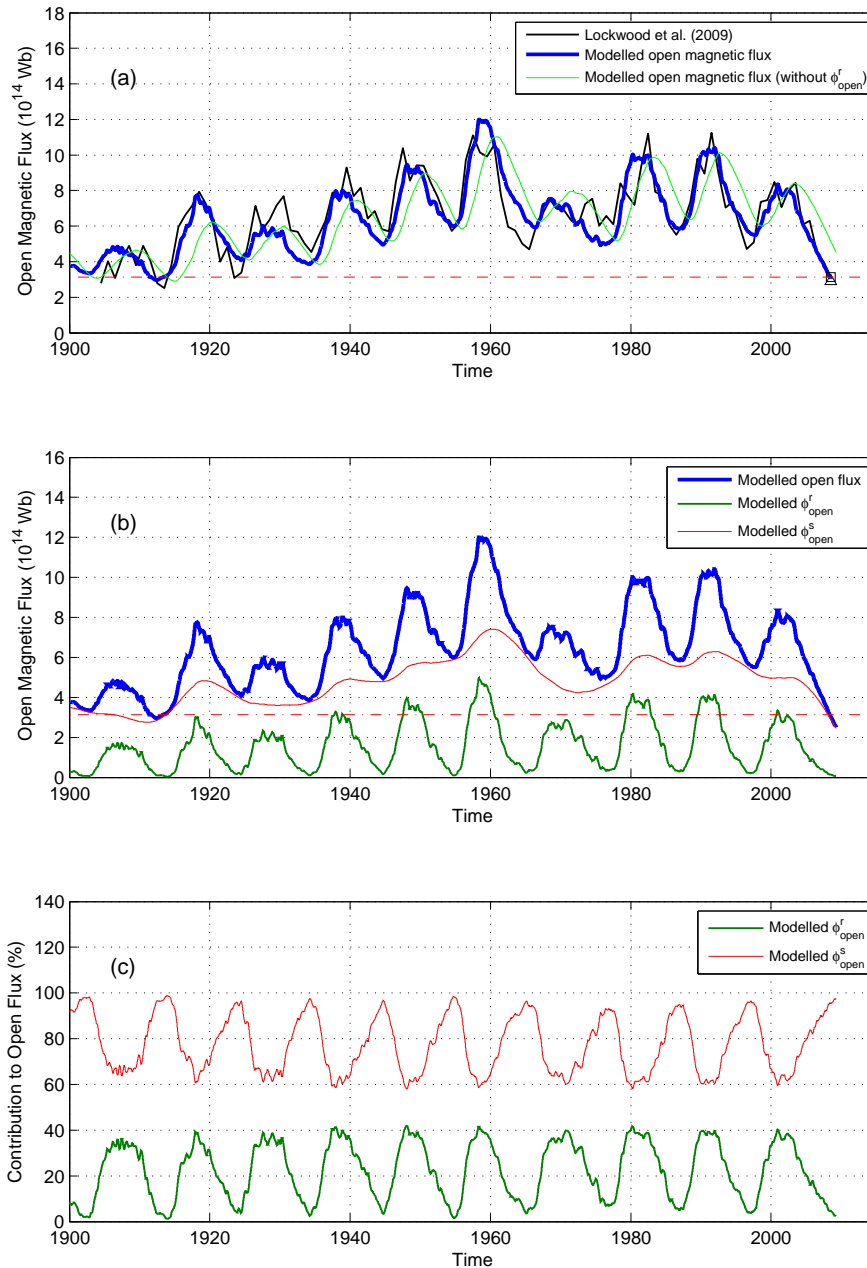 18
16
14
12
10
8
6
4
2
0
Open Magnetic Flux (10^14 Wb)
(a)
Lockwood et al. (2009)
Modelled open magnetic flux
Modelled open magnetic flux (without ϕ^r_open)
1900 1920 1940 1960 1980 2000
Time
16
14
12
10
8
6
4
2
0
Open Magnetic Flux (10^14 Wb)
(b)
Modelled open flux
Modelled ϕ^r_open
Modelled ϕ^s_open
1900 1920 1940 1960 1980 2000
Time
140
120
100
80
60
40
20
0
Contribution to Open Flux (%)
(c)
Modelled ϕ^r_open
Modelled ϕ^s_open
1900 1920 1940 1960 1980 2000
Time